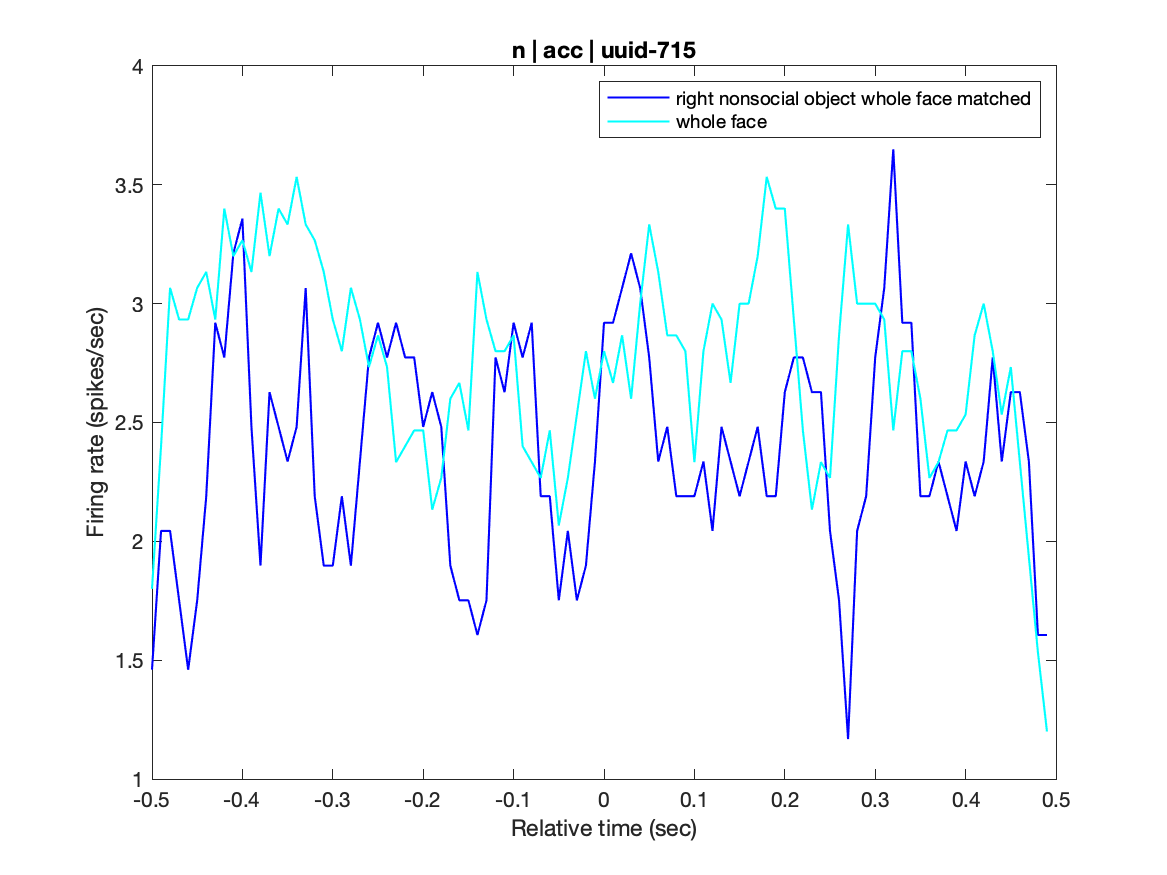 n | acc | uuid-715
right nonsocial object whole face matched
whole face
Firing rate (spikes/sec)
4
3.5
3
2.5
2
1.5
1
-0.5 -0.4 -0.3 -0.2 -0.1 0 0.1 0.2 0.3 0.4 0.5
Relative time (sec)